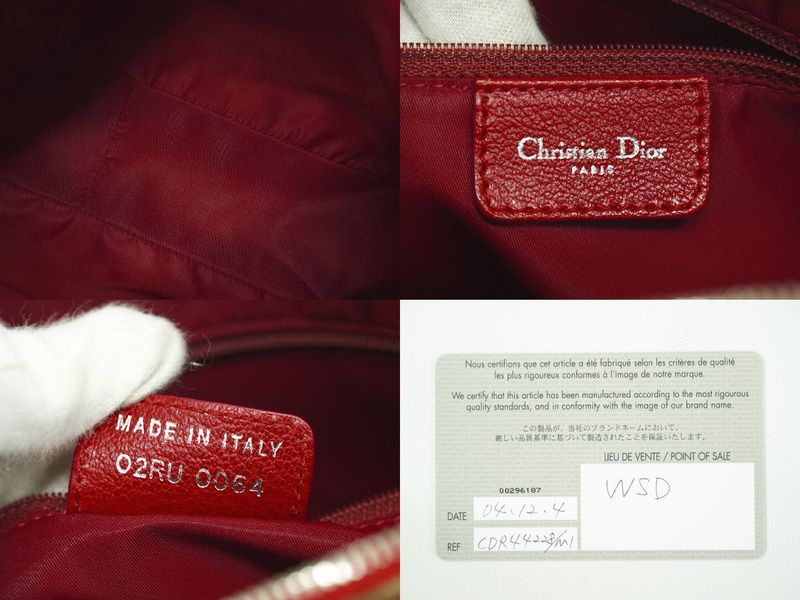 Christian Dior
PARIS
MADE IN ITALY
02RU 0064
Nous certifions que cet article a été fabriqué selon les critères de qualité
les plus rigoureux conformes à l'image de notre marque.
We certify that this article has been manufactured according to the most rigourous
quality standards, and in conformity with the image of our brand name.
この製品が、当社のブランドネームにおいて、
厳しい品質基準に基づいて製造されたことを保証いたします。
LIEU DE VENTE / POINT OF SALE
00296187
WSD
DATE 04.12.4
REF CDR44228/M1